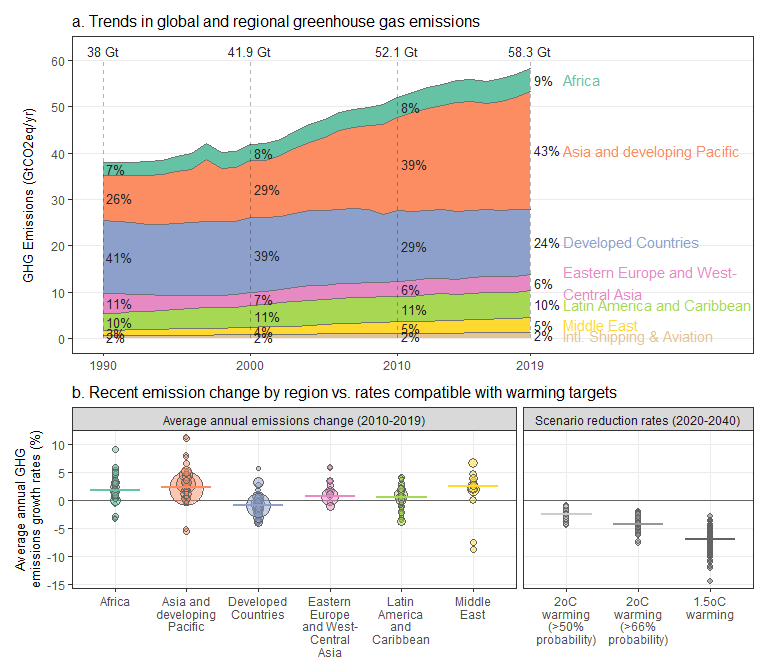 a. Trends in global and regional greenhouse gas emissions
38 Gt
41.9 Gt
52.1 Gt
58.3 Gt
GHG Emissions (GtCO2eq/yr)
60
50
40
30
20
10
0
7%
8%
8%
9%
Africa
26%
29%
39%
43%
Asia and developing Pacific
41%
39%
29%
24%
Developed Countries
11%
7%
6%
6%
Eastern Europe and West-
Central Asia
10%
11%
11%
10%
Latin America and Caribbean
3%
4%
5%
5%
Middle East
2%
2%
2%
2%
Intl. Shipping & Aviation
1990
2000
2010
2019
b. Recent emission change by region vs. rates compatible with warming targets
Average annual emissions change (2010-2019)
Scenario reduction rates (2020-2040)
Average annual GHG
emissions growth rates (%)
10
5
0
-5
-10
-15
Africa
Asia and
developing
Pacific
Developed
Countries
Eastern
Europe
and West-
Central
Asia
Latin
America
and
Caribbean
Middle
East
2oC
warming
(>50%
probability)
2oC
warming
(>66%
probability)
1.5oC
warming